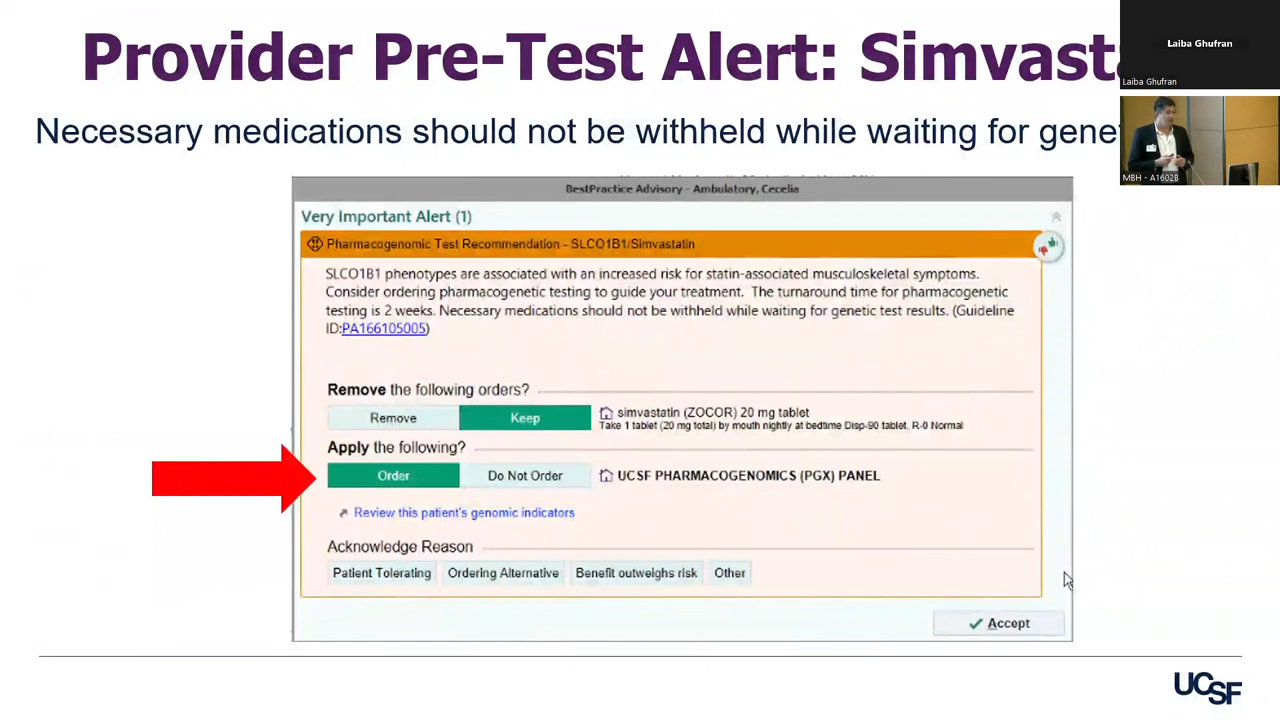 Provider Pre-Test Alert: Simvasta
Necessary medications should not be withheld while waiting for gene
Laiba Ghufran
Laiba Ghufran
MBH - A1602B
BestPractice Advisory - Ambulatory, Cecelia
Very Important Alert (1)
Pharmacogenomic Test Recommendation - SLCO1B1/Simvastatin
SLCO1B1 phenotypes are associated with an increased risk for statin-associated musculoskeletal symptoms.
Consider ordering pharmacogenetic testing to guide your treatment. The turnaround time for pharmacogenetic
testing is 2 weeks. Necessary medications should not be withheld while waiting for genetic test results. (Guideline
ID:PA166105005)
Remove the following orders?
Remove Keep simvastatin (ZOCOR) 20 mg tablet
Take 1 tablet (20 mg total) by mouth nightly at bedtime Disp-90 tablet, R-0 Normal
Apply the following?
Order Do Not Order UCSF PHARMACOGENOMICS (PGX) PANEL
Review this patient's genomic indicators
Acknowledge Reason
Patient Tolerating Ordering Alternative Benefit outweighs risk Other
Accept
UCSF